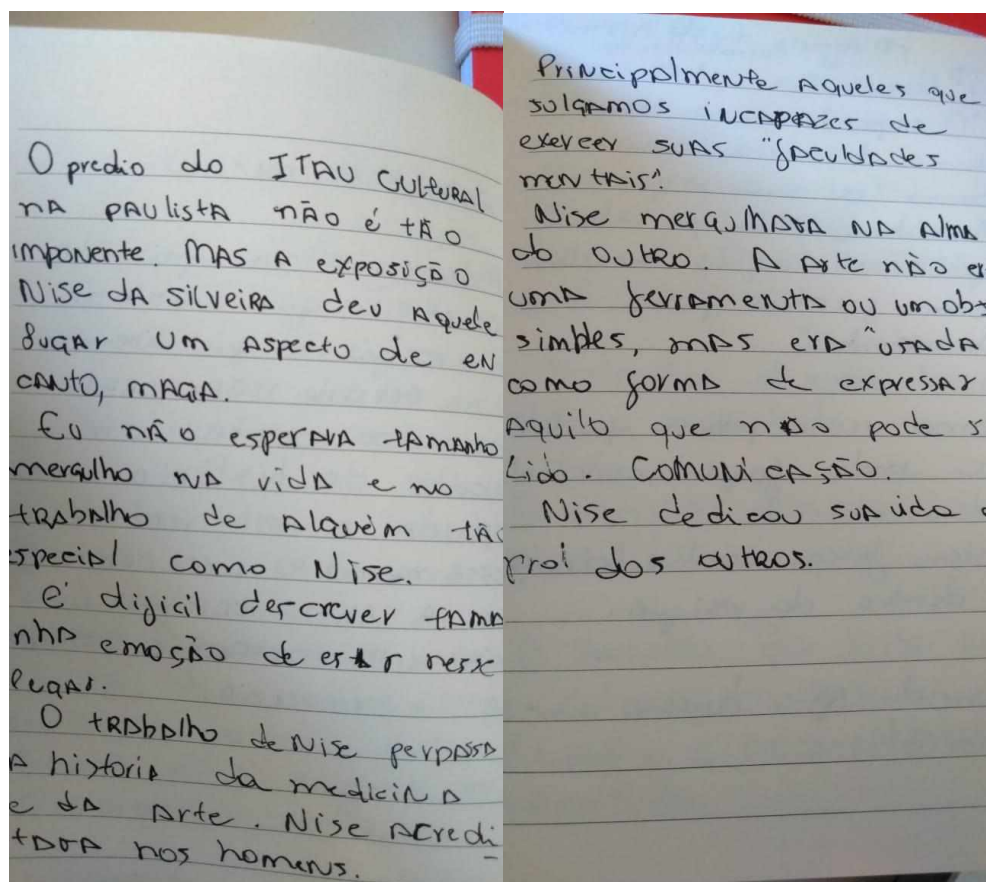 O predio do ITAU CULTURAL
na paulista não é tão
imponente. Mas a exposição
Nise da Silveira deu aquele
lugar um aspecto de en
canto, magia.
Eu não esperava tamanho
mergulho na vida e no
trabalho de alguém tão
especial como Nise.
é dificil descrever tama
nha emoção de estar nesse
lugar.
O trabalho de Nise perpassa
a historia da medicina
e da arte. Nise acredi-
tava nos homens.
Principalmente aqueles que
julgamos incapazes de
exercer suas "faculdades
mentais".
Nise mergulhava na alma
do outro. A arte não er
uma ferramenta ou um obj
simples, mas era "usada
como forma de expressar
aquilo que não pode s
Lido. Comunicação.
Nise dedicou sua vida e
prol dos outros.